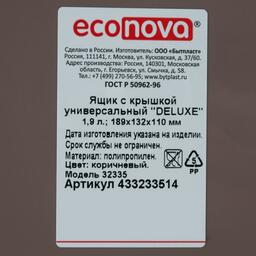 econova®
Сделано в России. Изготовитель: ООО «Бытпласт»
Россия, 111141, г. Москва, ул. Кусковская, д. 37/60.
Адрес производства: Россия, 140301, Московская
область, г. Егорьевск, ул. Смычка, д. 58.
Тел.: +7 (499) 270-56-95; www.bytplast.com
ГОСТ Р 50962-96
Ящик с крышкой
универсальный "DELUXE"
1,9 л.; 189х132х110 мм
Дата изготовления указана на изделии
Срок службы не ограничен.
Материал: полипропилен.
Цвет: коричневый.
Модель 32335
5
PP
Артикул 433233514